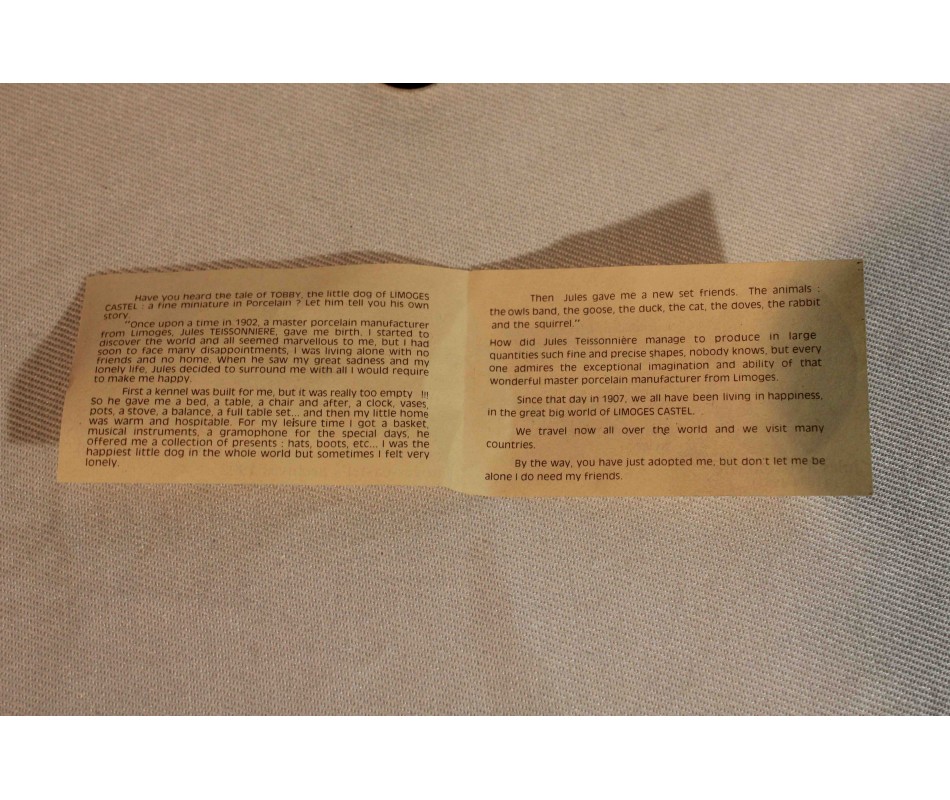 Have you heard the tale of TOBBY, the little dog of LIMOGES
CASTEL : a fine miniature in Porcelain ? Let him tell you his own
story.
"Once upon a time in 1902, a master porcelain manufacturer
from Limoges, Jules TEISSONNIERE, gave me birth. I started to
discover the world and all seemed marvellous to me, but I had
soon to face many disappointments, I was living alone with no
friends and no home. When he saw my great sadness and my
lonely life, Jules decided to surround me with all I would require
to make me happy.
First a kennel was built for me, but it was really too empty !!!
So he gave me a bed, a table, a chair and after, a clock, vases,
pots, a stove, a balance, a full table set... and then my little home
was warm and hospitable. For my leisure time I got a basket,
musical instruments, a gramophone for the special days, he
offered me a collection of presents : hats, boots, etc... I was the
happiest little dog in the whole world but sometimes I felt very
lonely.
Then Jules gave me a new set friends. The animals :
the owls band, the goose, the duck, the cat, the doves, the rabbit
and the squirrel."
How did Jules Teissonnière manage to produce in large
quantities such fine and precise shapes, nobody knows, but every
one admires the exceptional imagination and ability of that
wonderful master porcelain manufacturer from Limoges.
Since that day in 1907, we all have been living in happiness,
in the great big world of LIMOGES CASTEL.
We travel now all over the world and we visit many
countries.
By the way, you have just adopted me, but don't let me be
alone I do need my friends.